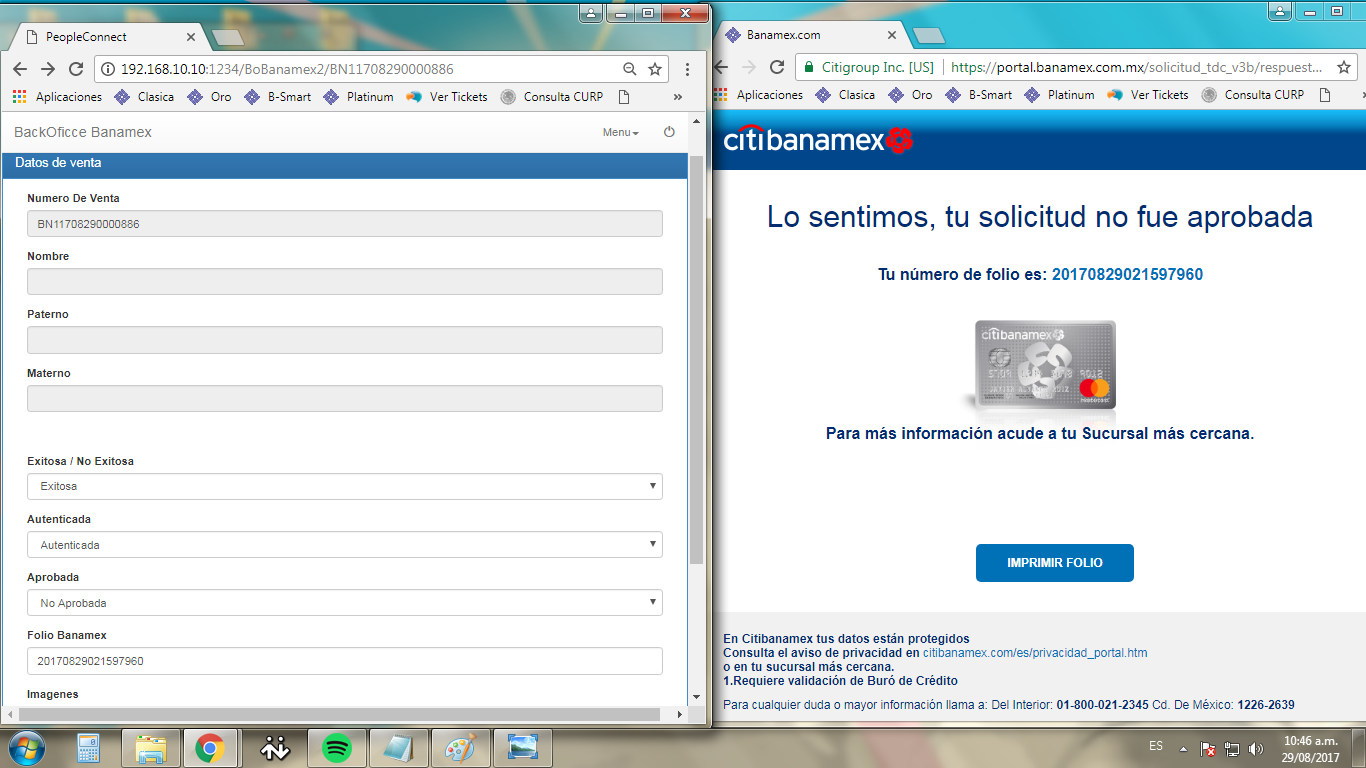 PeopleConnect
192.168.10.10:1234/BoBanamex2/BN11708290000886
Aplicaciones Clasica Oro B-Smart Platinum Ver Tickets Consulta CURP »
BackOficce Banamex Menu
Datos de venta
Numero De Venta
BN11708290000886
Nombre
Paterno
Materno
Exitosa / No Exitosa
Exitosa
Autenticada
Autenticada
Aprobada
No Aprobada
Folio Banamex
20170829021597960
Imagenes
Banamex.com
Citigroup Inc. [US] https://portal.banamex.com.mx/solicitud_tdc_v3b/respuest...
Aplicaciones Clasica Oro B-Smart Platinum Ver Tickets Consulta CURP »
citibanamex
Lo sentimos, tu solicitud no fue aprobada
Tu número de folio es: 20170829021597960
citibanamex
Para más información acude a tu Sucursal más cercana.
IMPRIMIR FOLIO
En Citibanamex tus datos están protegidos
Consulta el aviso de privacidad en citibanamex.com/es/privacidad_portal.htm
o en tu sucursal más cercana.
1.Requiere validación de Buró de Crédito
Para cualquier duda o mayor información llama a: Del Interior: 01-800-021-2345 Cd. De México: 1226-2639
ES
10:46 a.m.
29/08/2017